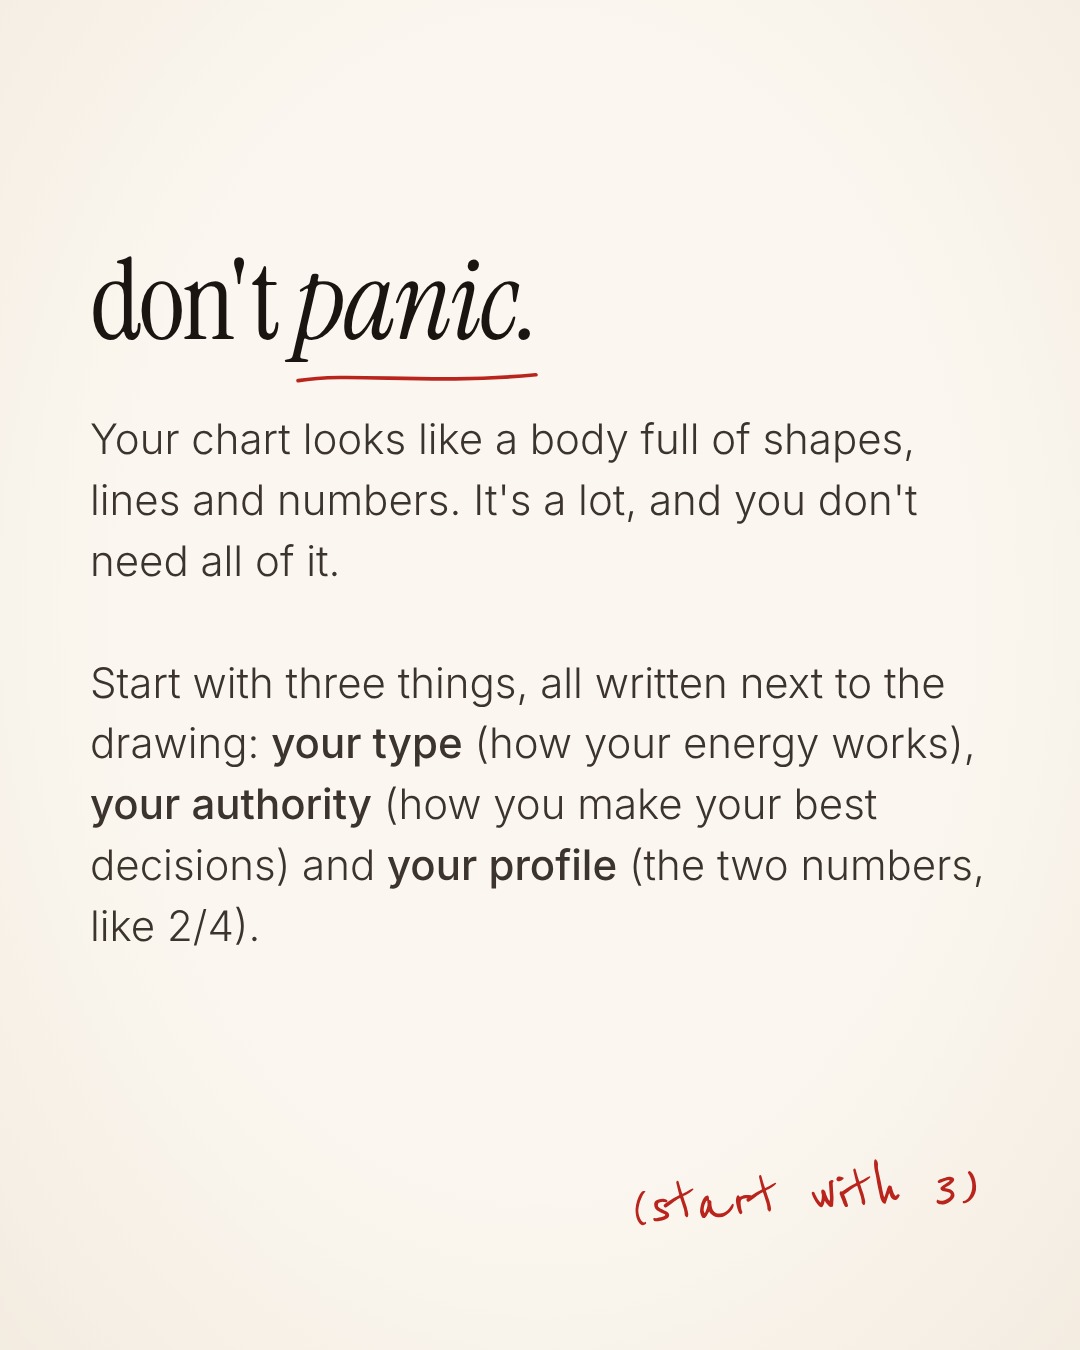 don't panic.
Your chart looks like a body full of shapes,
lines and numbers. It's a lot, and you don't
need all of it.
Start with three things, all written next to the
drawing: your type (how your energy works),
your authority (how you make your best
decisions) and your profile (the two numbers,
like 2/4).
(start with 3)